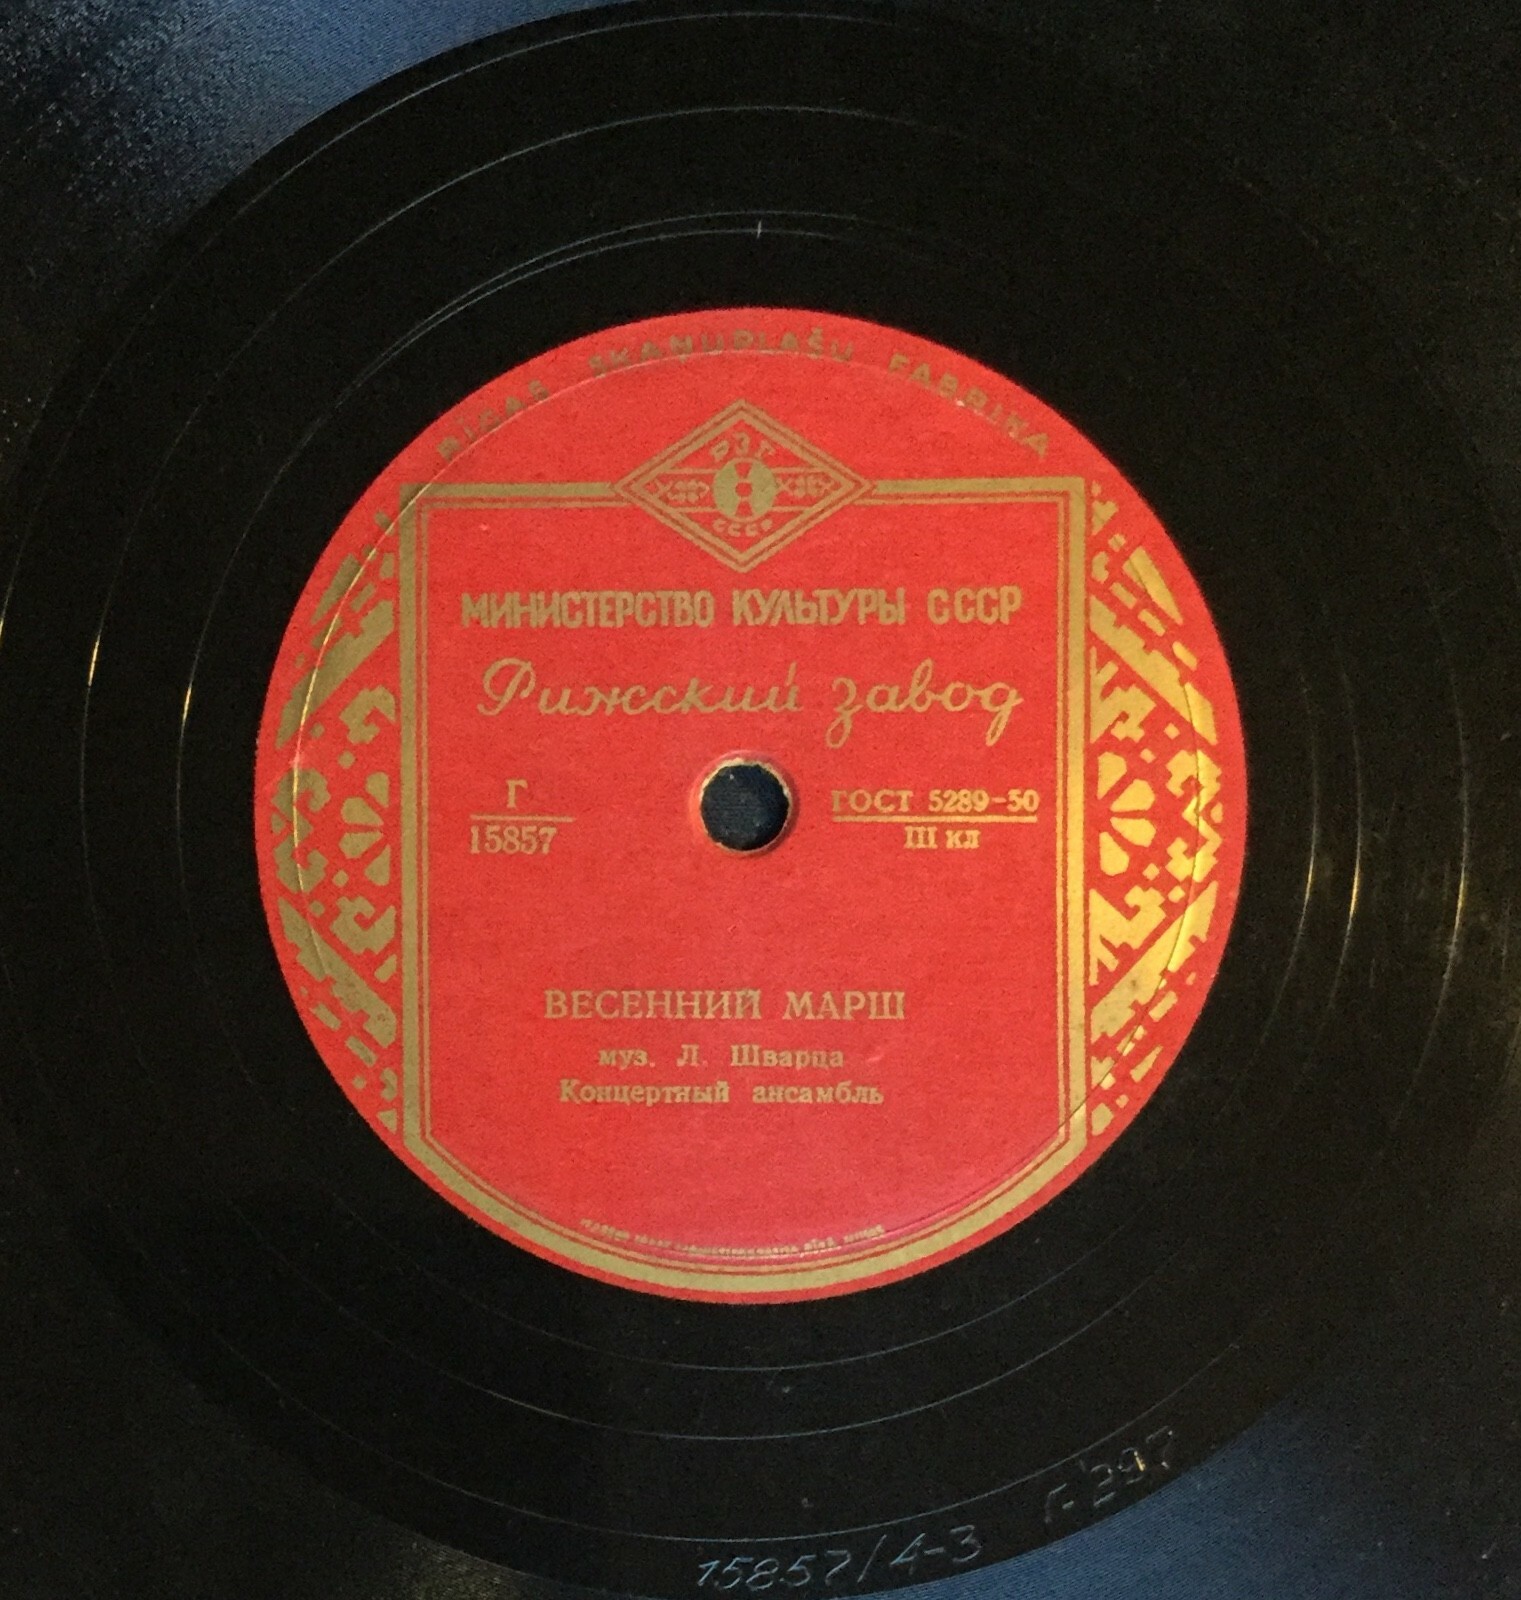 RĪGAS SKAŅUPLAŠU FABRIKA
РЗГ
СССР
МИНИСТЕРСТВО КУЛЬТУРЫ СССР
Рижский завод
Г
15857
ГОСТ 5289-50
III кл
ВЕСЕННИЙ МАРШ
муз. Л. Шварца
Концертный ансамбль
Г-297
15857/4-3